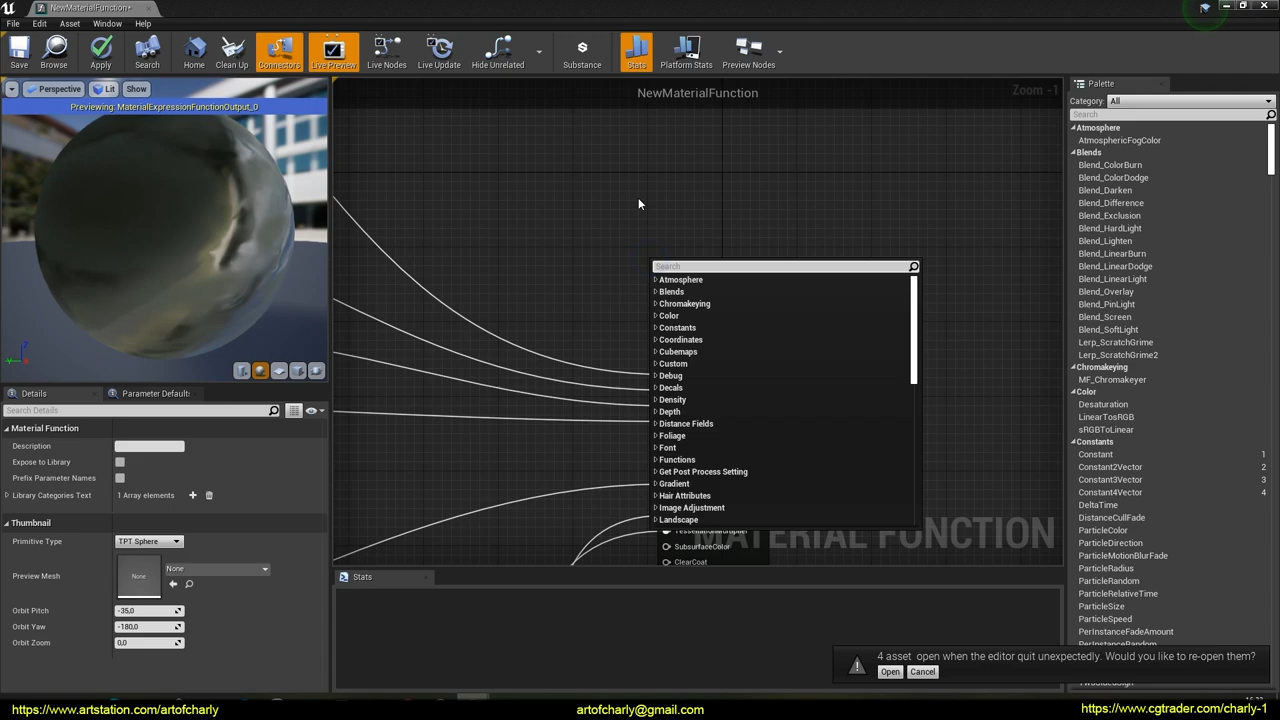 NewMaterialFunction*
File Edit Asset Window Help
Save Browse Apply Search Home Clean Up Connectors Live Preview Live Nodes Live Update Hide Unrelated Substance Stats Platform Stats Preview Nodes
Perspective Lit Show
Previewing: MaterialExpressionFunctionOutput_0
NewMaterialFunction
Zoom -1
Search
Atmosphere
Blends
Chromakeying
Color
Constants
Coordinates
Cubemaps
Custom
Debug
Decals
Density
Depth
Distance Fields
Foliage
Font
Functions
Get Post Process Setting
Gradient
Hair Attributes
Image Adjustment
Landscape
SubsurfaceColor
ClearCoat
MATERIAL FUNCTION
Details Parameter Default:
Search Details
Material Function
Description
Expose to Library
Prefix Parameter Names
Library Categories Text 1 Array elements
Thumbnail
Primitive Type TPT Sphere
Preview Mesh None None
Orbit Pitch -35,0
Orbit Yaw -180,0
Orbit Zoom 0,0
Stats
Palette
Category: All
Search
Atmosphere
AtmosphericFogColor
Blends
Blend_ColorBurn
Blend_ColorDodge
Blend_Darken
Blend_Difference
Blend_Exclusion
Blend_HardLight
Blend_Lighten
Blend_LinearBurn
Blend_LinearDodge
Blend_LinearLight
Blend_Overlay
Blend_PinLight
Blend_Screen
Blend_SoftLight
Lerp_ScratchGrime
Lerp_ScratchGrime2
Chromakeying
MF_Chromakeyer
Color
Desaturation
LinearTosRGB
sRGBToLinear
Constants
Constant 1
Constant2Vector 2
Constant3Vector 3
Constant4Vector 4
DeltaTime
DistanceCullFade
ParticleColor
ParticleDirection
ParticleMotionBlurFade
ParticleRadius
ParticleRandom
ParticleRelativeTime
ParticleSize
ParticleSpeed
PerInstanceFadeAmount
4 asset open when the editor quit unexpectedly. Would you like to re-open them?
Open Cancel
https://www.artstation.com/artofcharly
artofcharly@gmail.com
https://www.cgtrader.com/charly-1